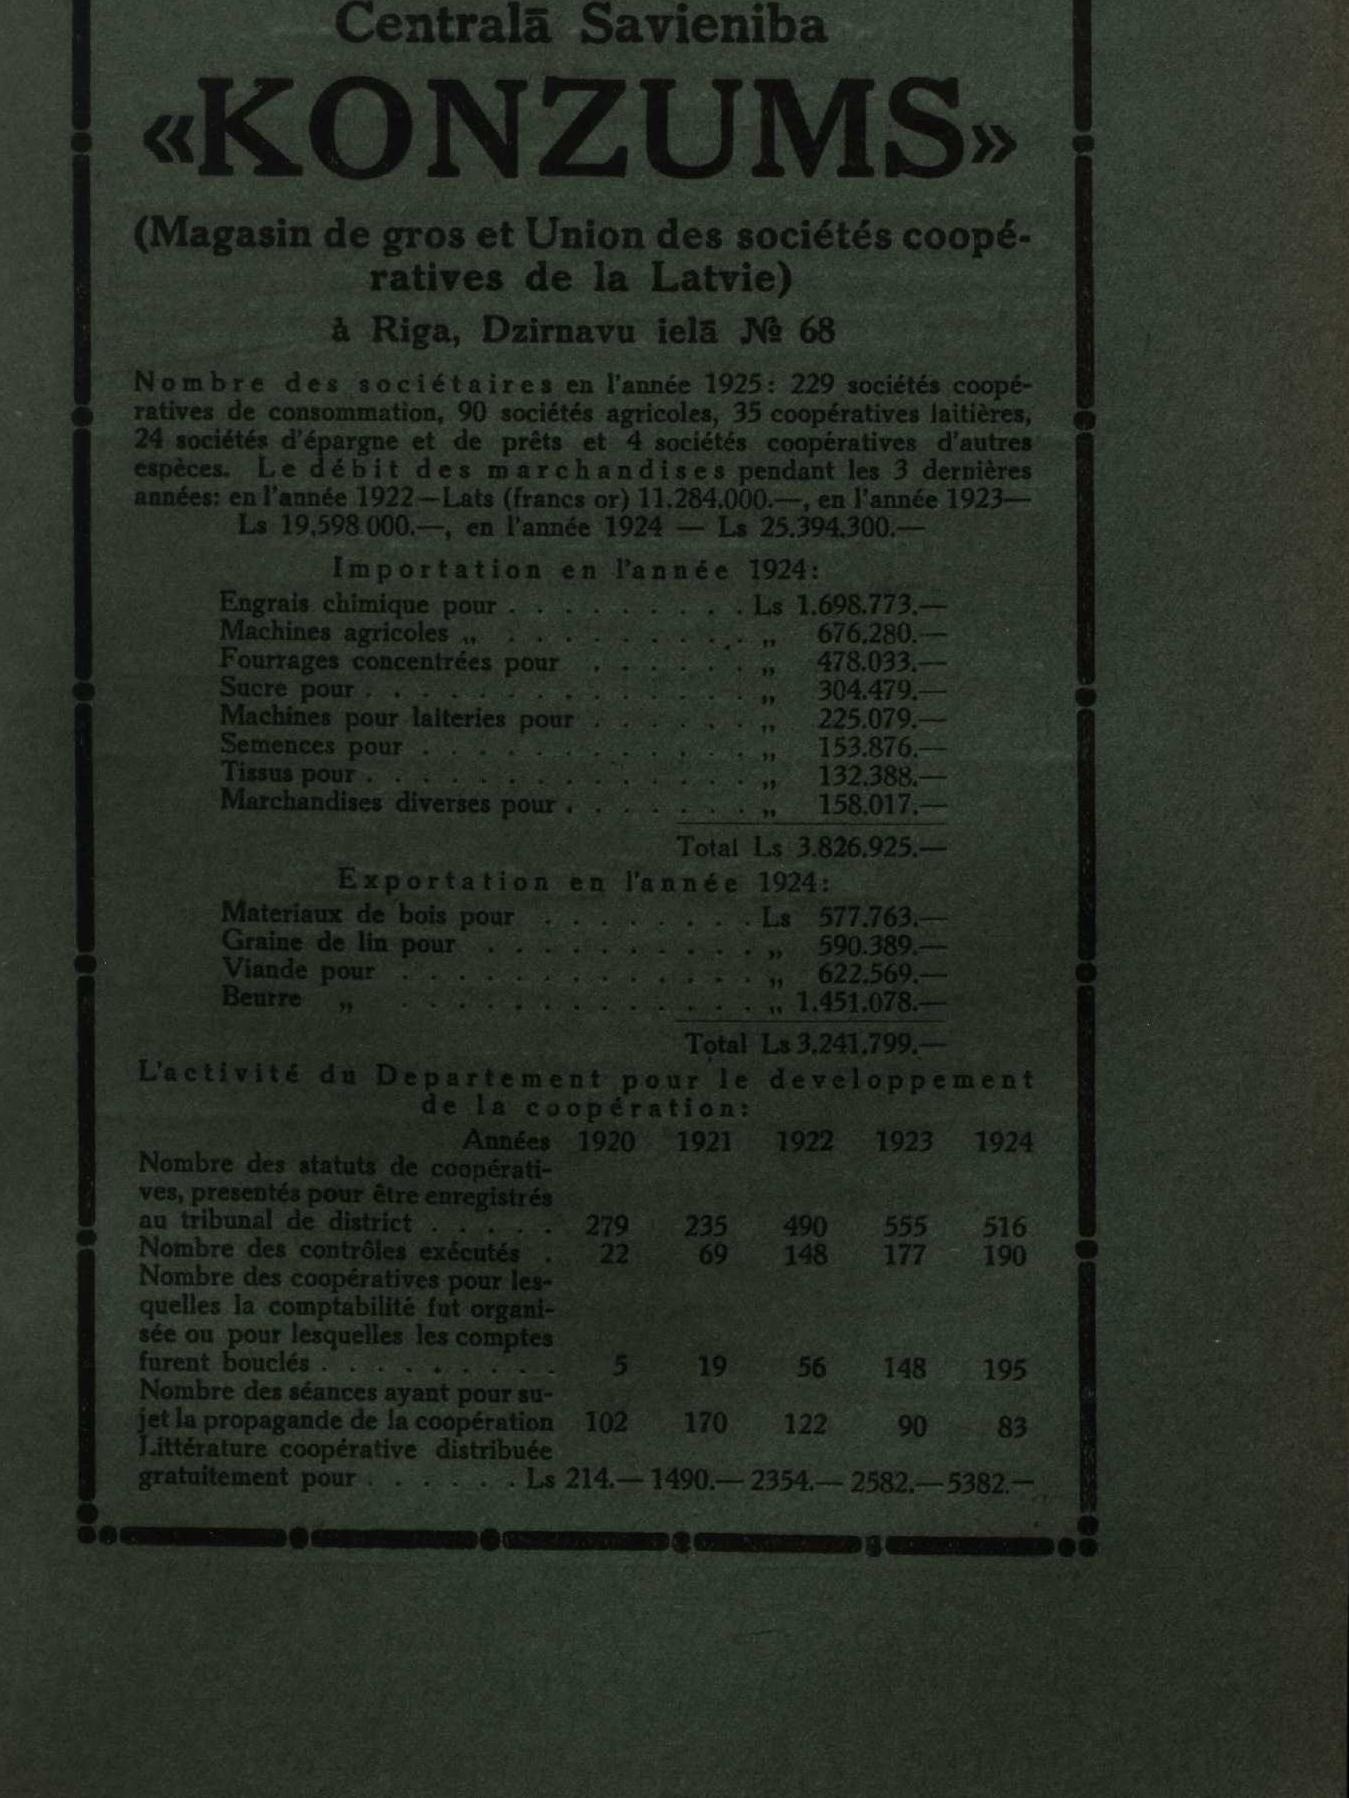 Centralā Savieniba
«KONZUMS»
(Magasin de gros et Union des sociétés coopé-
ratives de la Latvie)
à Riga, Dzirnavu ielā № 68
Nombre des sociétaires en l'année 1925: 229 sociétés coopé-
ratives de consommation, 90 sociétés agricoles, 35 coopératives laitières,
24 sociétés d'épargne et de prêts et 4 sociétés coopératives d'autres
espèces. Le débit des marchandises pendant les 3 dernières
années: en l'année 1922—Lats (francs or) 11.284.000.—, en l'année 1923—
Ls 19.598 000.—, en l'année 1924 — Ls 25.394.300.—
Importation en l'année 1924:
Engrais chimique pour . . . . . . . . . Ls 1.698.773.—
Machines agricoles „ . . . . . . . . . „ 676.280.—
Fourrages concentrées pour . . . . . . „ 478.033.—
Sucre pour . . . . . . . . . . . . . . „ 304.479.—
Machines pour laiteries pour . . . . . . „ 225.079.—
Semences pour . . . . . . . . . . . . „ 153.876.—
Tissus pour . . . . . . . . . . . . . . „ 132.388.—
Marchandises diverses pour . . . . . . . „ 158.017.—
Total Ls 3.826.925.—
Exportation en l'année 1924:
Materiaux de bois pour . . . . . . . . Ls 577.763.—
Graine de lin pour . . . . . . . . . . „ 590.389.—
Viande pour . . . . . . . . . . . . . „ 622.569.—
Beurre „ . . . . . . . . . . . . . „ 1.451.078.—
Total Ls 3.241.799.—
L'activité du Departement pour le developpement
de la coopération:
Années 1920 1921 1922 1923 1924
Nombre des statuts de coopérati-
ves, presentés pour être enregistrés
au tribunal de district . . . . . 279 235 490 555 516
Nombre des contrôles exécutés . 22 69 148 177 190
Nombre des coopératives pour les-
quelles la comptabilité fut organi-
sée ou pour lesquelles les comptes
furent bouclés . . . . . . . . . 5 19 56 148 195
Nombre des séances ayant pour su-
jet la propagande de la coopération 102 170 122 90 83
Littérature coopérative distribuée
gratuitement pour . . . . . . Ls 214.— 1490.— 2354.— 2582.— 5382.—